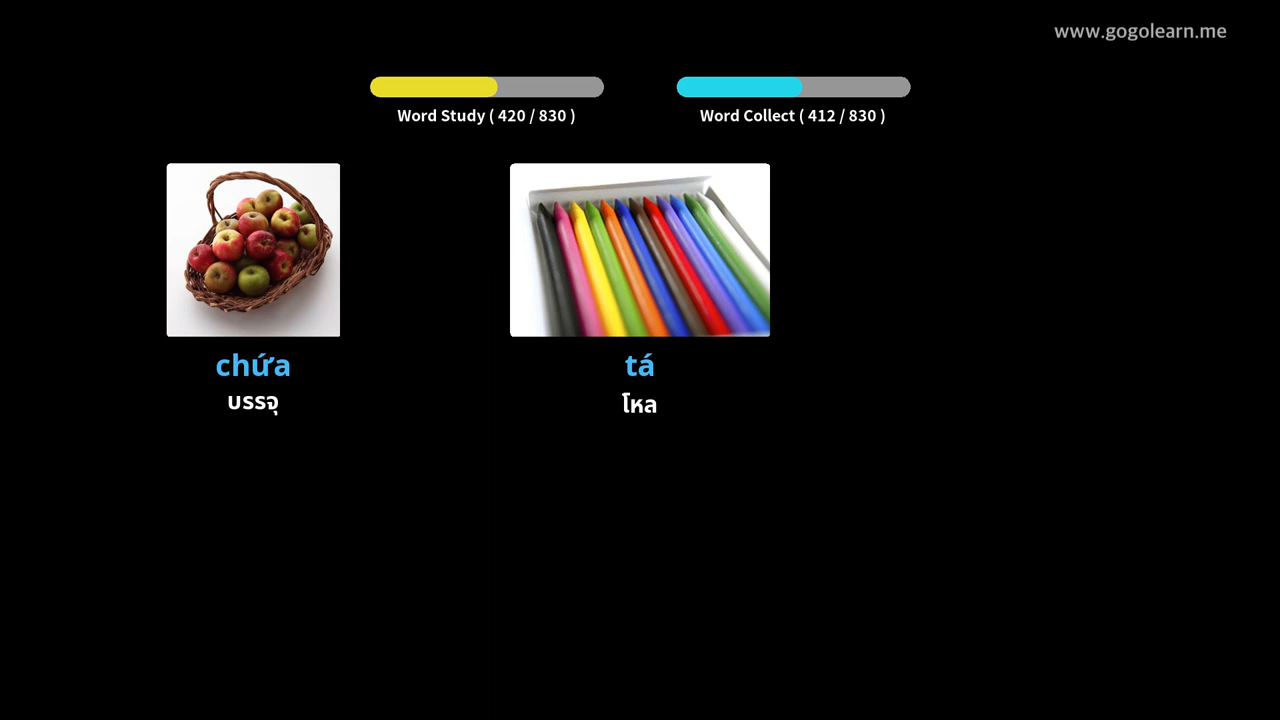 www.gogolearn.me
Word Study ( 420 / 830 )
Word Collect ( 412 / 830 )
chứa
บรรจุ
tá
โหล